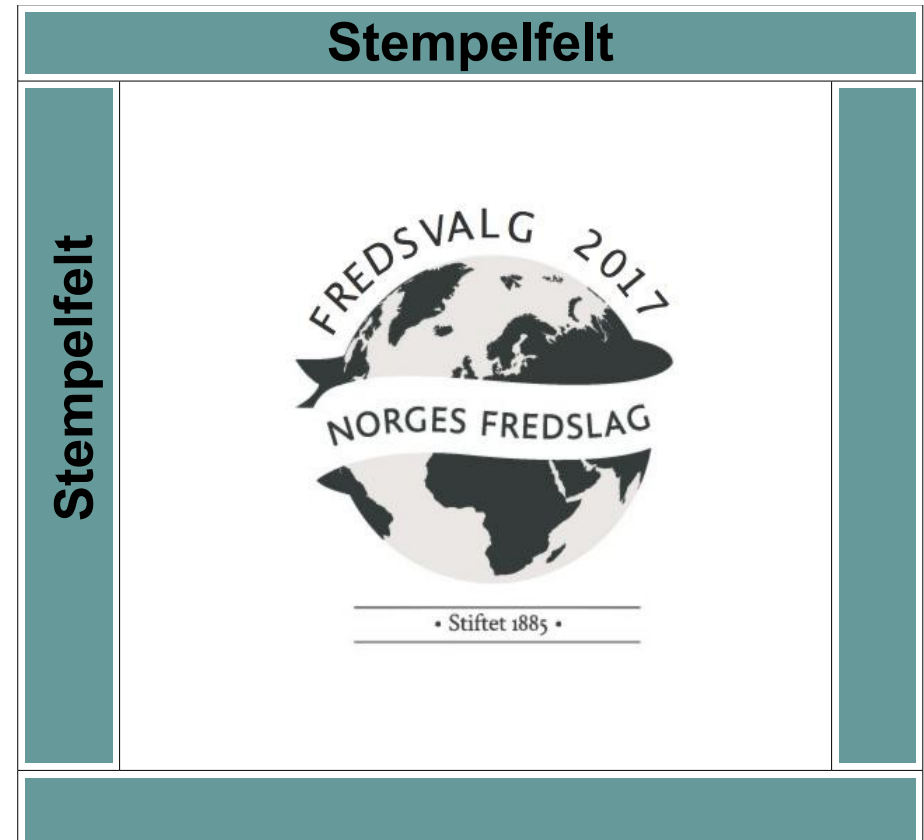 Stempelfelt
Stempelfelt
FREDSVALG 2017
NORGES FREDSLAG
• Stiftet 1885 •